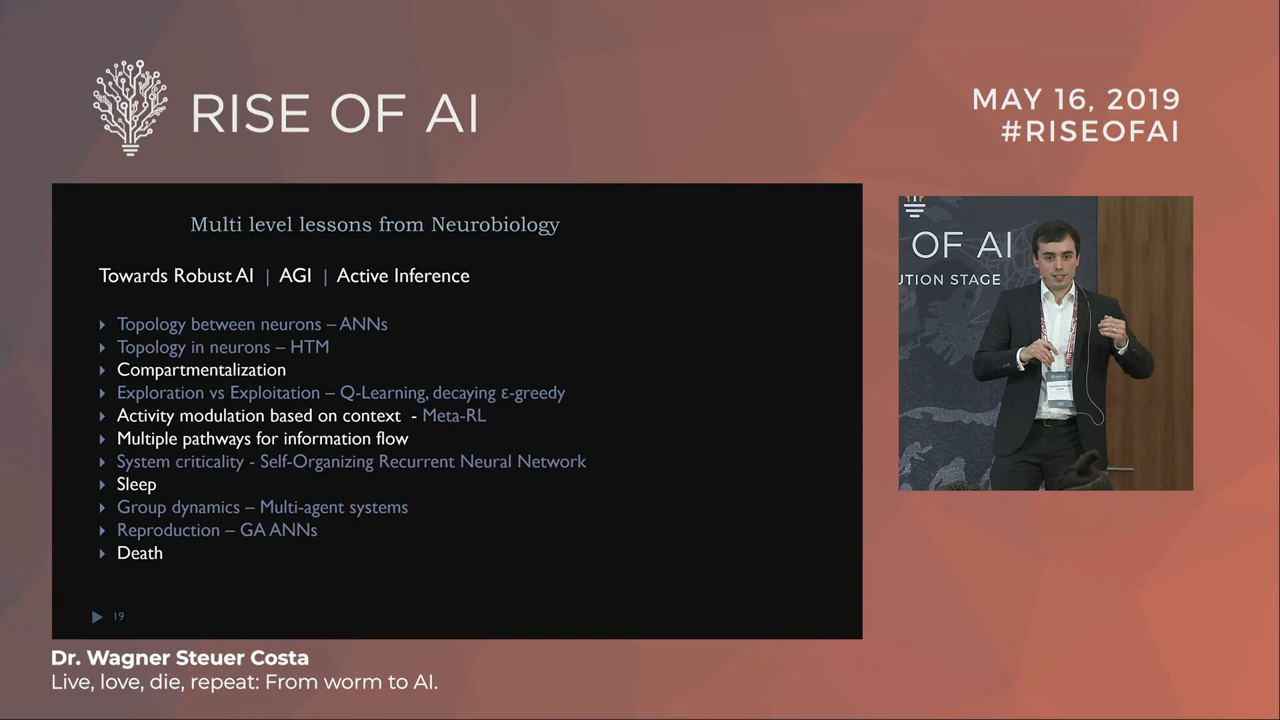 RISE OF AI
MAY 16, 2019
#RISEOFAI
Multi level lessons from Neurobiology
Towards Robust AI | AGI | Active Inference
Topology between neurons – ANNs
Topology in neurons – HTM
Compartmentalization
Exploration vs Exploitation – Q-Learning, decaying ε-greedy
Activity modulation based on context - Meta-RL
Multiple pathways for information flow
System criticality - Self-Organizing Recurrent Neural Network
Sleep
Group dynamics – Multi-agent systems
Reproduction – GA ANNs
Death
19
OF AI
UTION STAGE
Dr. Wagner Steuer Costa
Live, love, die, repeat: From worm to AI.